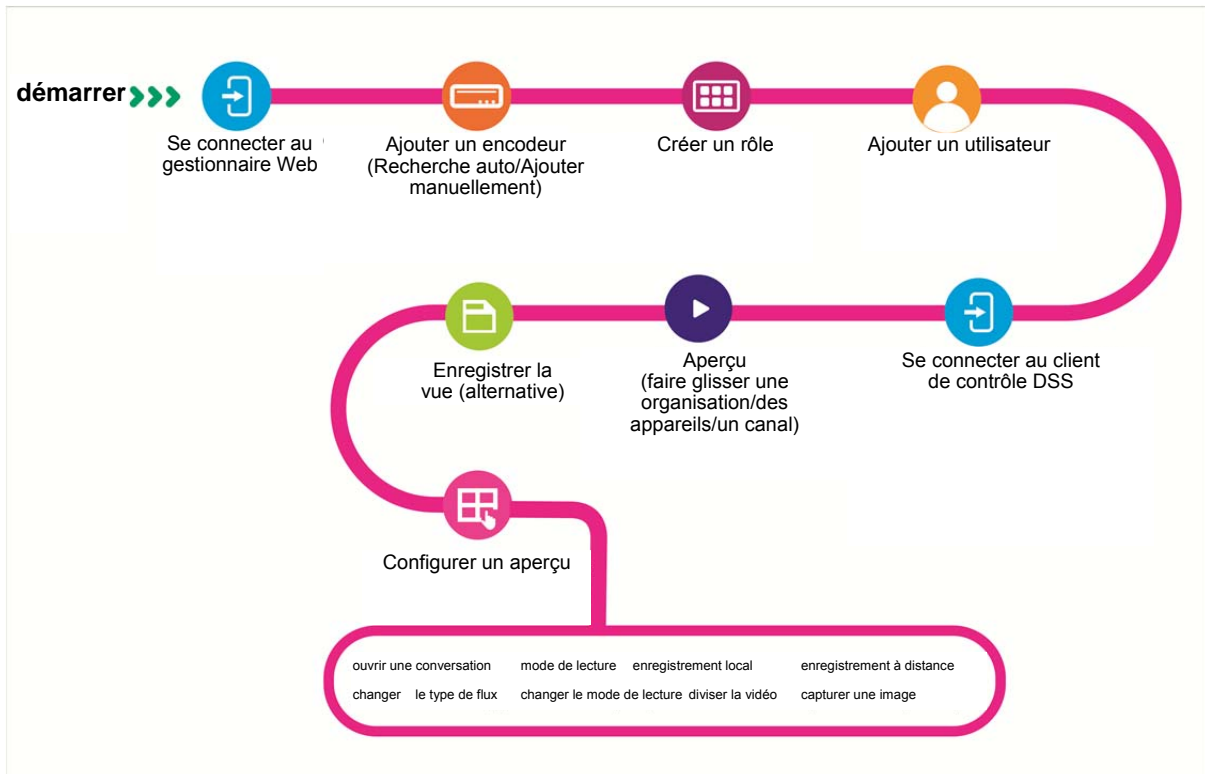 démarrer
Se connecter au
gestionnaire Web
Ajouter un encodeur
(Recherche auto/Ajouter
manuellement)
Créer un rôle
Ajouter un utilisateur
Se connecter au client
de contrôle DSS
Aperçu
(faire glisser une
organisation/des
appareils/un canal)
Enregistrer la
vue (alternative)
Configurer un aperçu
ouvrir une conversation mode de lecture enregistrement local enregistrement à distance
changer le type de flux changer le mode de lecture diviser la vidéo capturer une image